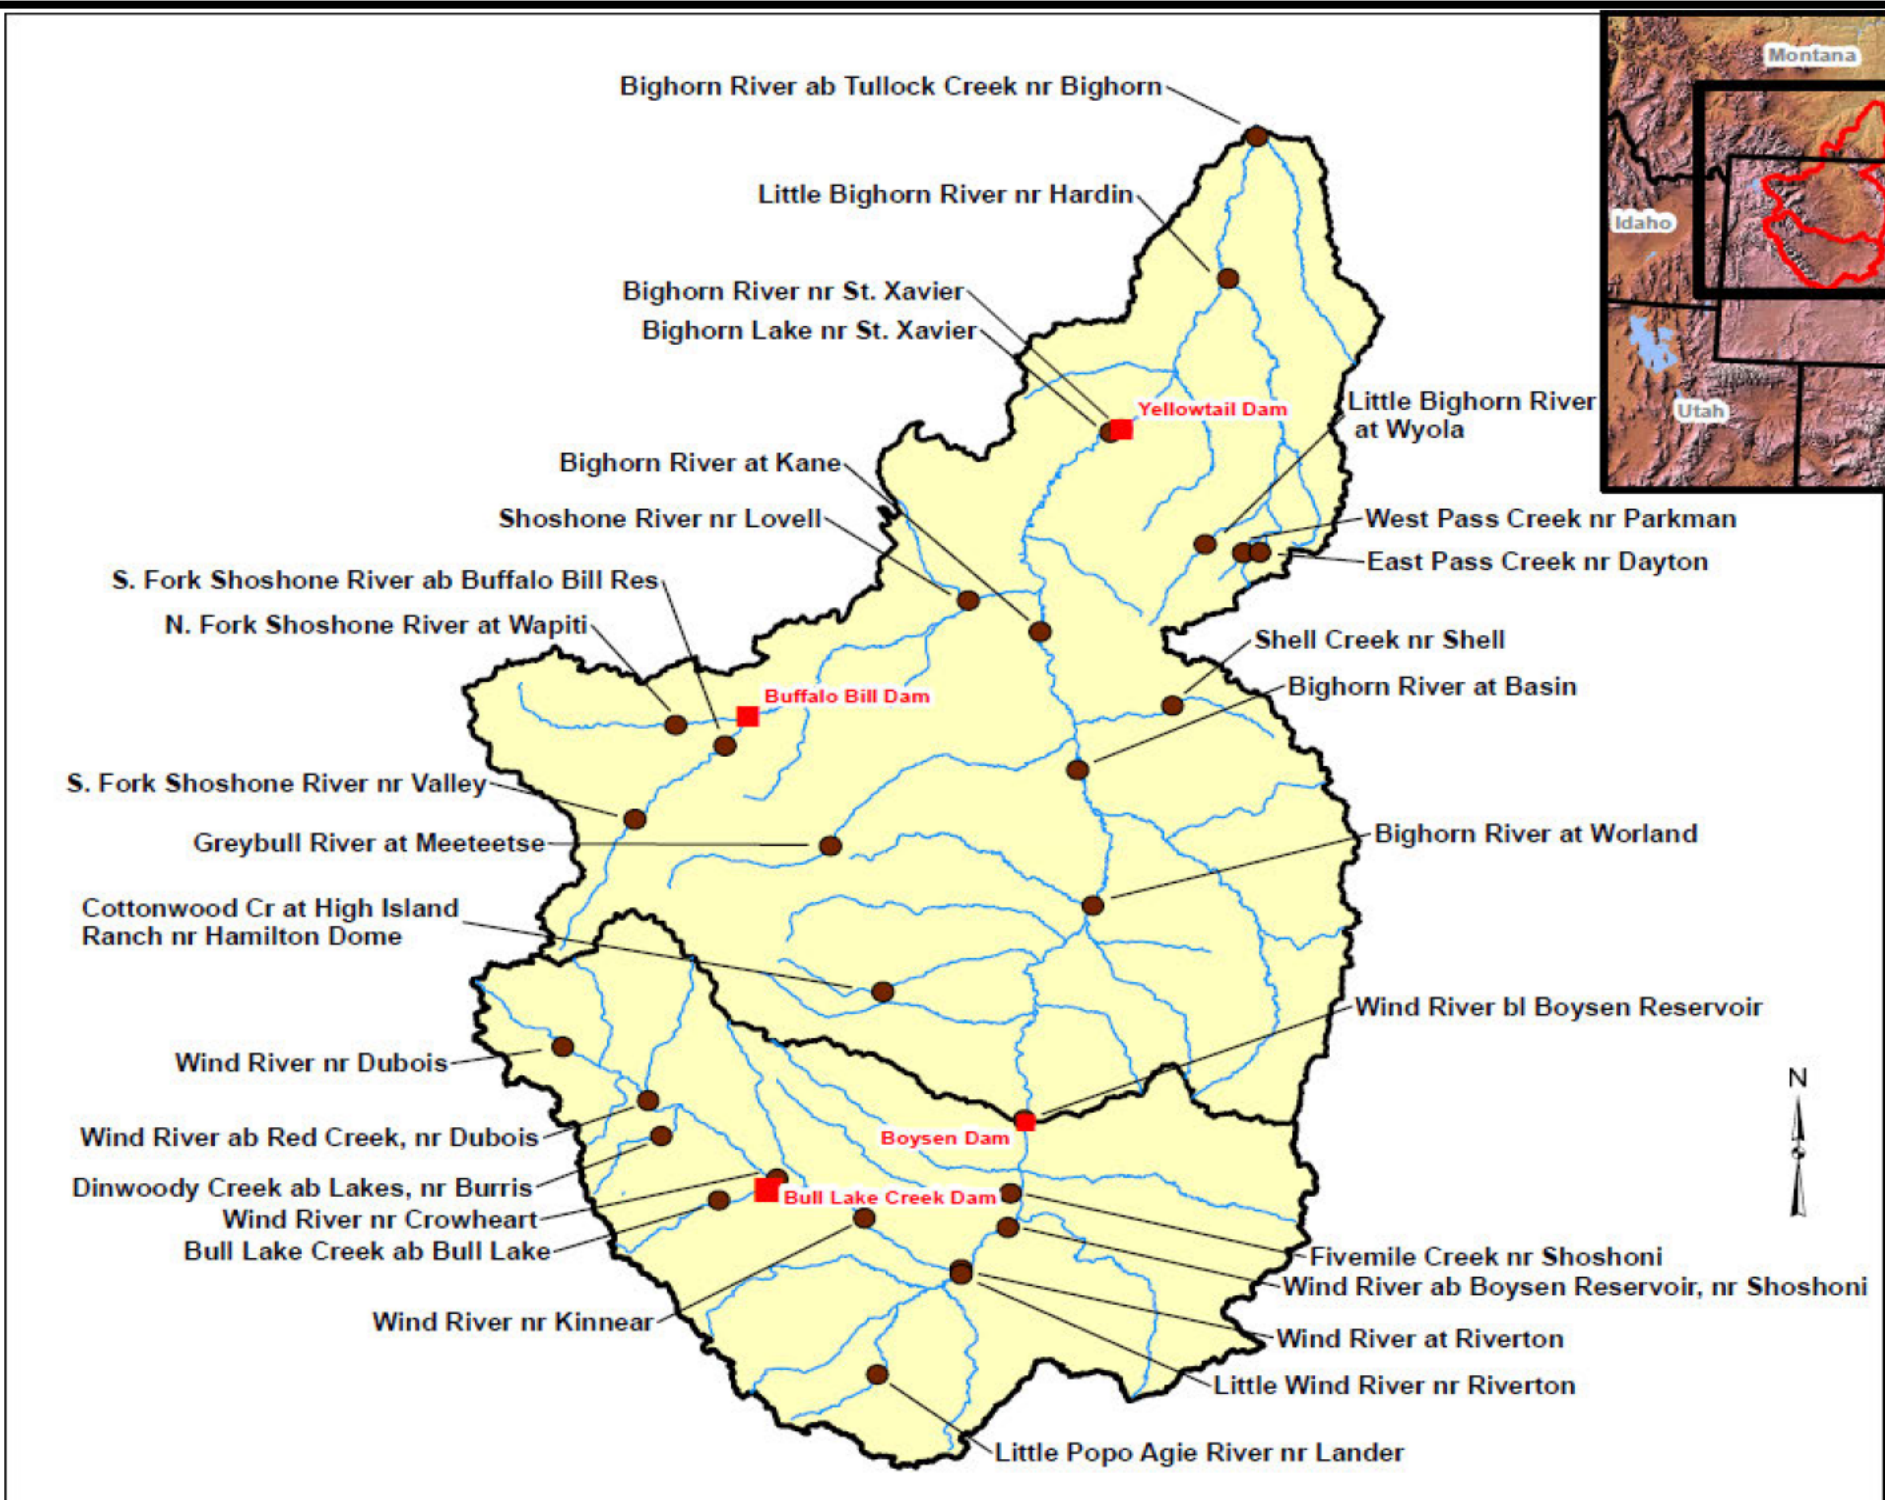 Montana
Bighorn River ab Tullock Creek nr Bighorn
Little Bighorn River nr Hardin
Idaho
Bighorn River nr St. Xavier
Bighorn Lake nr St. Xavier
Yellowtail Dam
Little Bighorn River
at Wyola
Utah
Bighorn River at Kane
Shoshone River nr Lovell
West Pass Creek nr Parkman
East Pass Creek nr Dayton
S. Fork Shoshone River ab Buffalo Bill Res
N. Fork Shoshone River at Wapiti
Shell Creek nr Shell
Bighorn River at Basin
Buffalo Bill Dam
S. Fork Shoshone River nr Valley
Greybull River at Meeteetse
Bighorn River at Worland
Cottonwood Cr at High Island
Ranch nr Hamilton Dome
Wind River bl Boysen Reservoir
Wind River nr Dubois
N
Wind River ab Red Creek, nr Dubois
Boysen Dam
Dinwoody Creek ab Lakes, nr Burris
Bull Lake Creek Dam
Wind River nr Crowheart
Bull Lake Creek ab Bull Lake
Fivemile Creek nr Shoshoni
Wind River ab Boysen Reservoir, nr Shoshoni
Wind River nr Kinnear
Wind River at Riverton
Little Wind River nr Riverton
Little Popo Agie River nr Lander